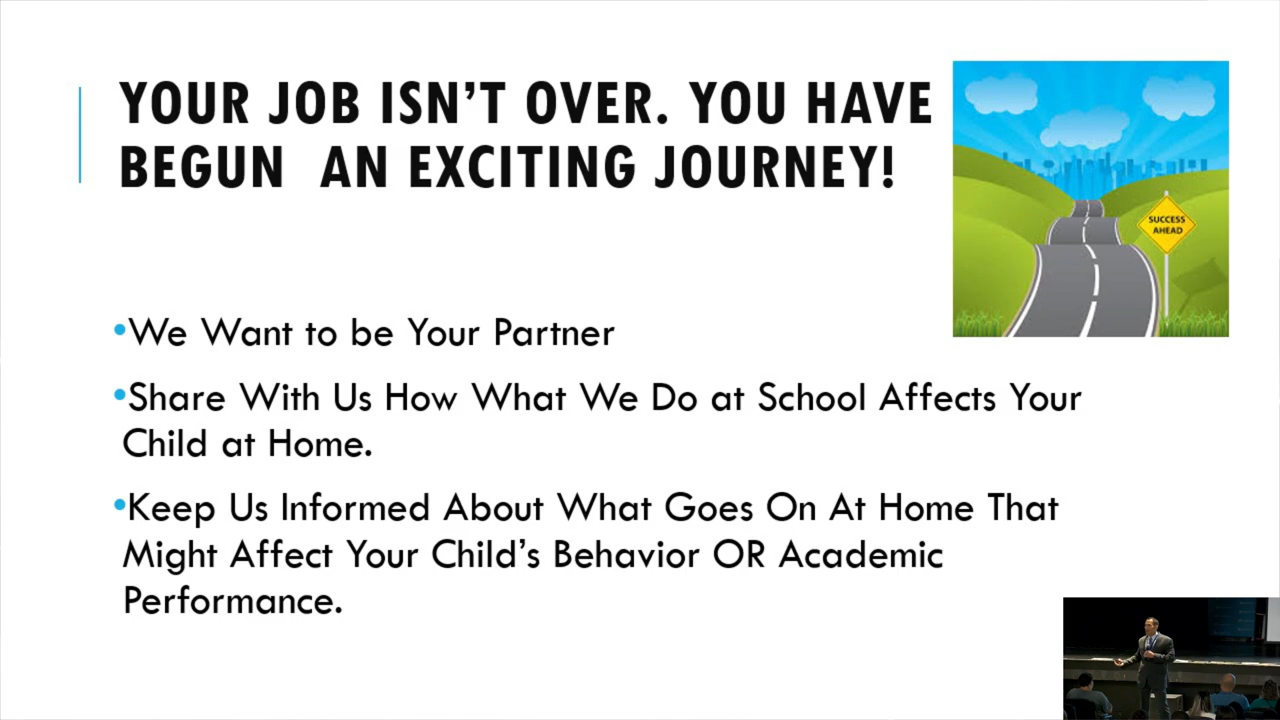 YOUR JOB ISN'T OVER. YOU HAVE
BEGUN AN EXCITING JOURNEY!
SUCCESS
AHEAD
•We Want to be Your Partner
•Share With Us How What We Do at School Affects Your
Child at Home.
•Keep Us Informed About What Goes On At Home That
Might Affect Your Child’s Behavior OR Academic
Performance.